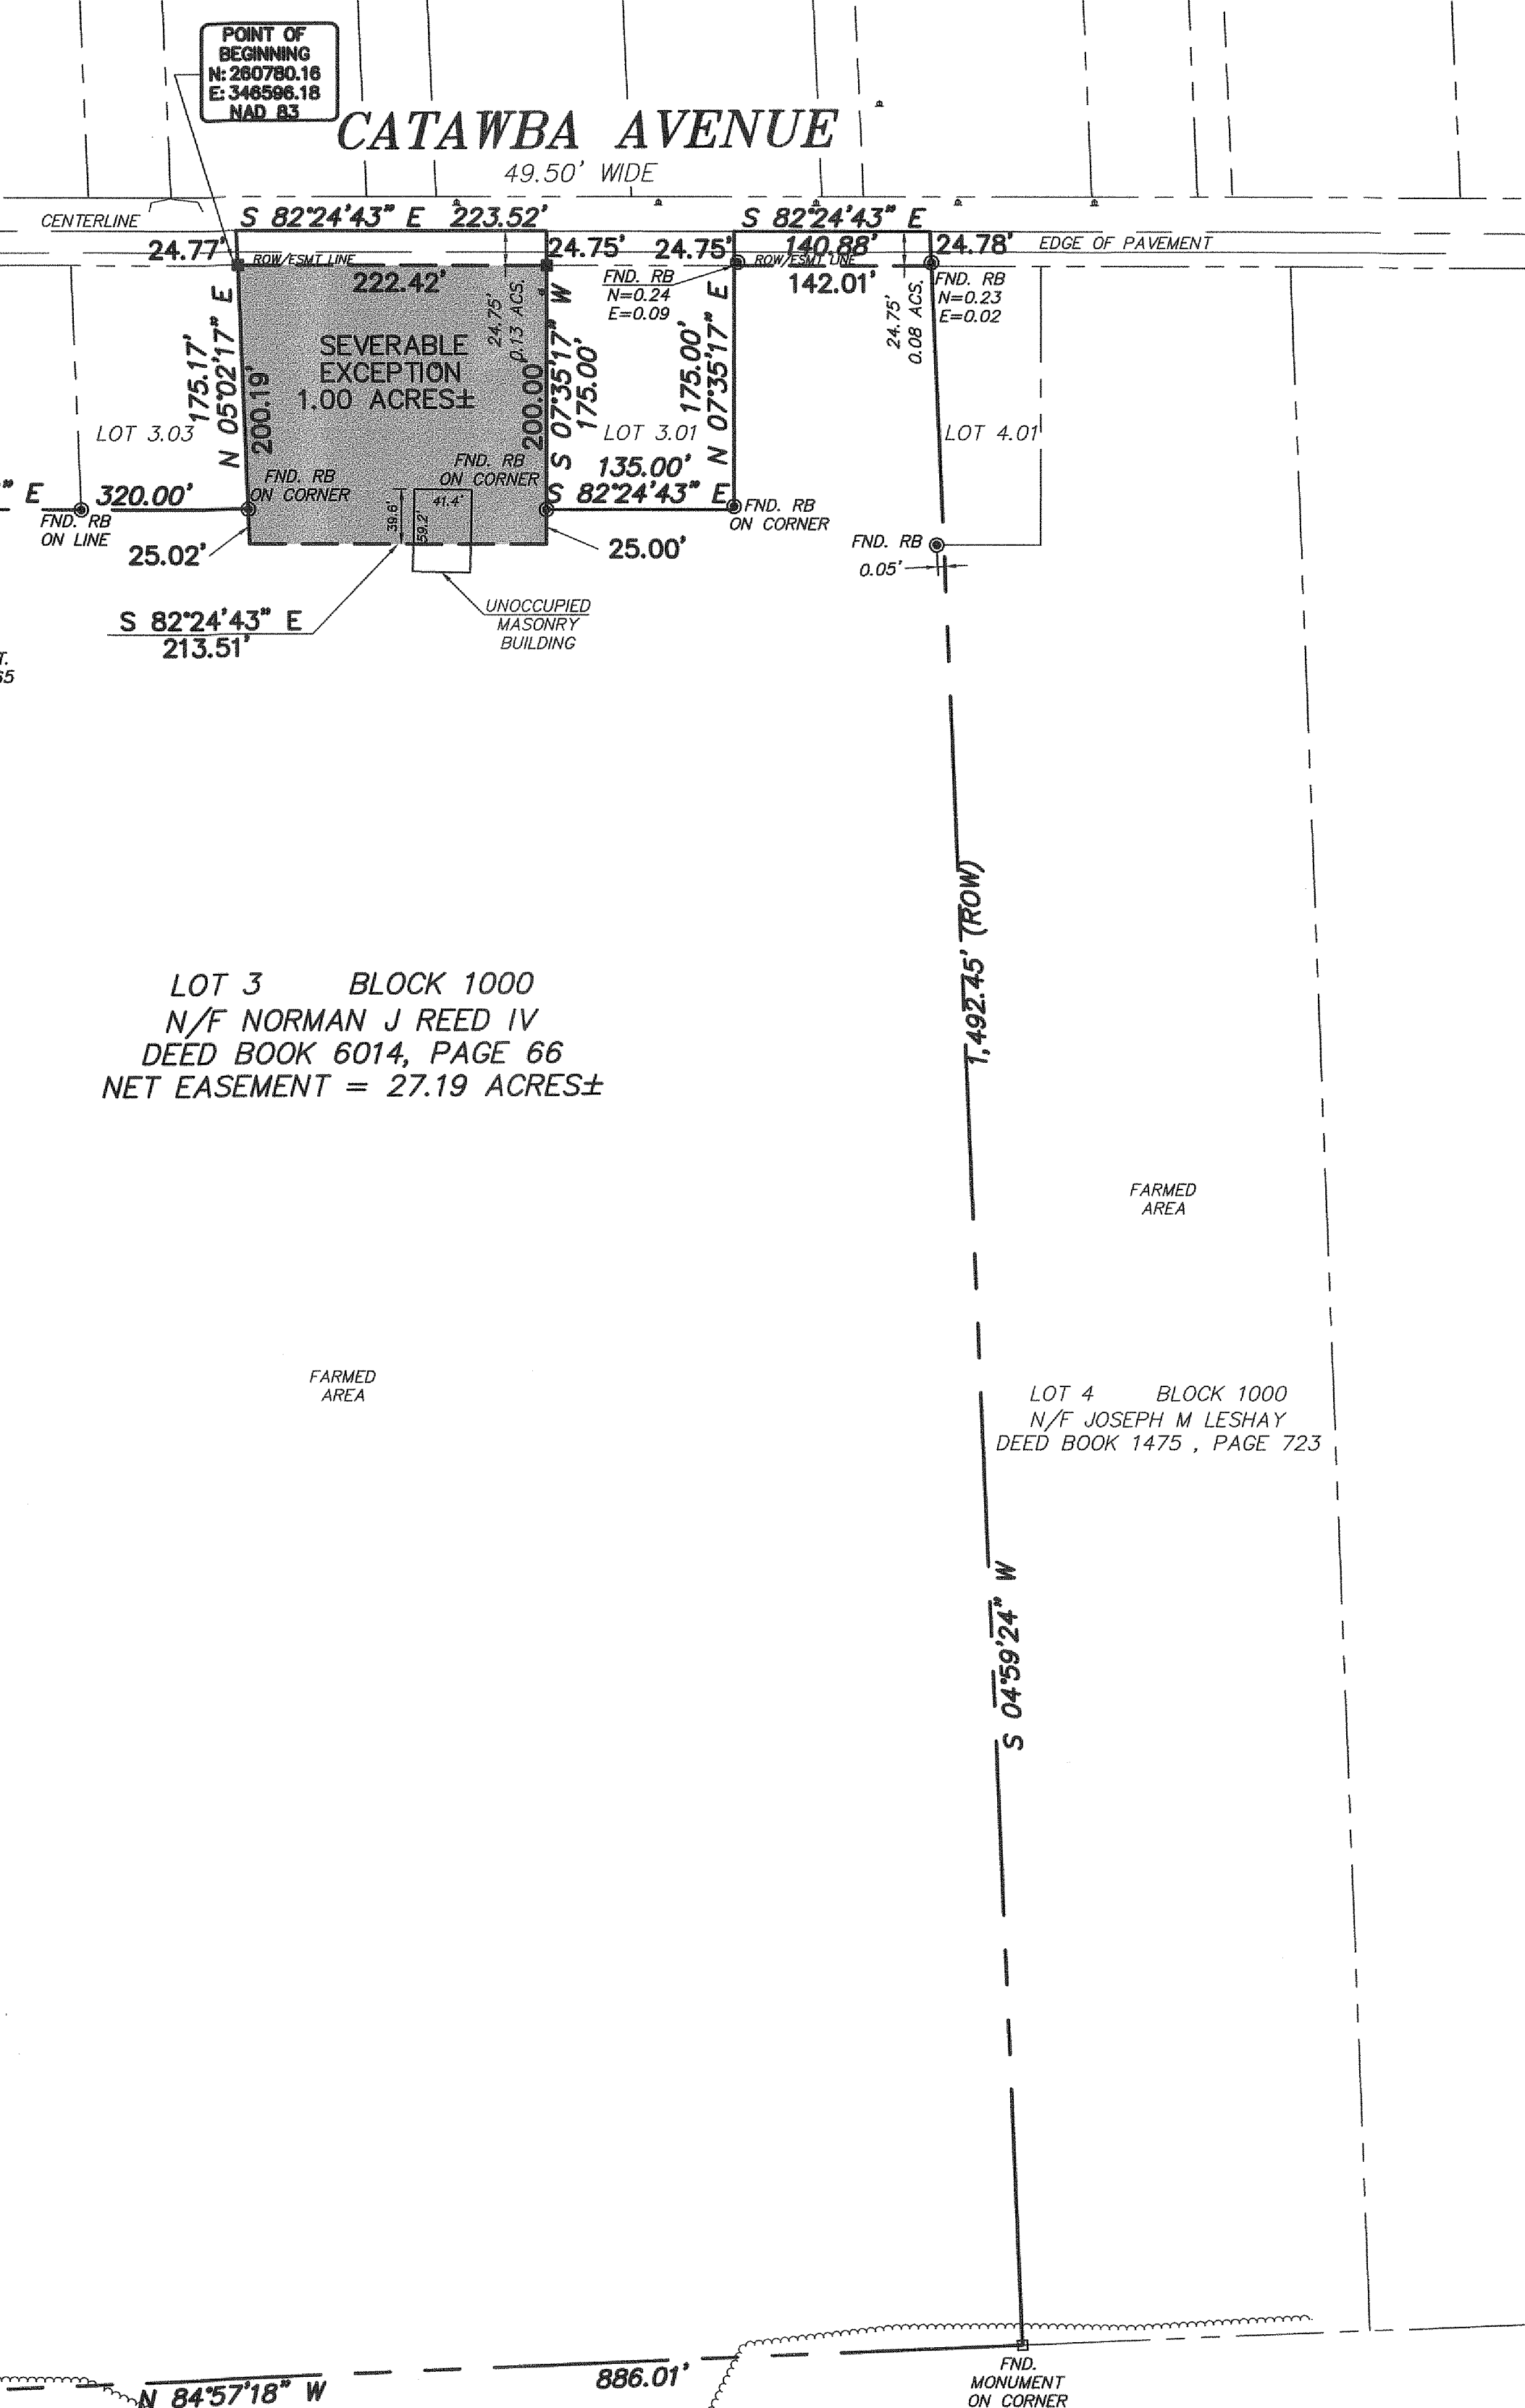 POINT OF
BEGINNING
N: 260780.16
E: 346596.18
NAD 83
CATAWBA AVENUE
49.50' WIDE
CENTERLINE
S 82°24'43" E 223.52'
S 82°24'43" E
24.77'
24.75'
24.75'
140.88'
24.78'
EDGE OF PAVEMENT
ROW/ESMT LINE
ROW/ESMT LINE
222.42'
142.01'
FND. RB
N=0.24
E=0.09
FND. RB
N=0.23
E=0.02
24.75'
0.13 ACS.
24.75'
0.08 ACS.
SEVERABLE
EXCEPTION
1.00 ACRES±
175.17'
N 05°02'17" E
200.19'
200.00'
S 07°35'17" W
175.00'
175.00'
N 07°35'17" E
LOT 3.03
LOT 3.01
LOT 4.01
135.00'
S 82°24'43" E
FND. RB
ON CORNER
FND. RB
ON CORNER
" E
320.00'
FND. RB
ON LINE
41.4'
39.6'
59.2'
FND. RB
ON CORNER
25.02'
25.00'
FND. RB
0.05'
S 82°24'43" E
213.51'
UNOCCUPIED
MASONRY
BUILDING
T.
65
1,492.45' (ROW)
LOT 3 BLOCK 1000
N/F NORMAN J REED IV
DEED BOOK 6014, PAGE 66
NET EASEMENT = 27.19 ACRES±
FARMED
AREA
FARMED
AREA
LOT 4 BLOCK 1000
N/F JOSEPH M LESHAY
DEED BOOK 1475 , PAGE 723
S 04°59'24" W
N 84°57'18" W
886.01'
FND.
MONUMENT
ON CORNER